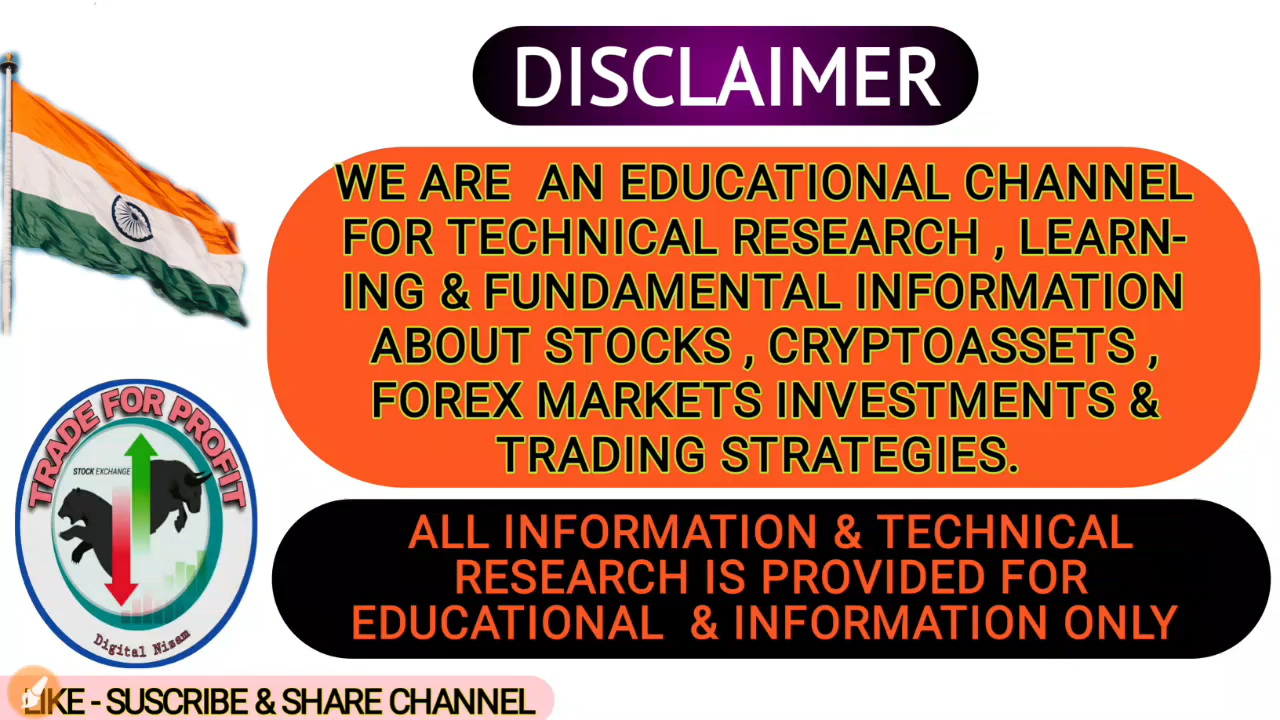 DISCLAIMER
WE ARE AN EDUCATIONAL CHANNEL
FOR TECHNICAL RESEARCH , LEARN-
ING & FUNDAMENTAL INFORMATION
ABOUT STOCKS , CRYPTOASSETS ,
FOREX MARKETS INVESTMENTS &
TRADING STRATEGIES.
TRADE FOR PROFIT
STOCK EXCHANGE
Digital Nizam
ALL INFORMATION & TECHNICAL
RESEARCH IS PROVIDED FOR
EDUCATIONAL & INFORMATION ONLY
LIKE - SUSCRIBE & SHARE CHANNEL